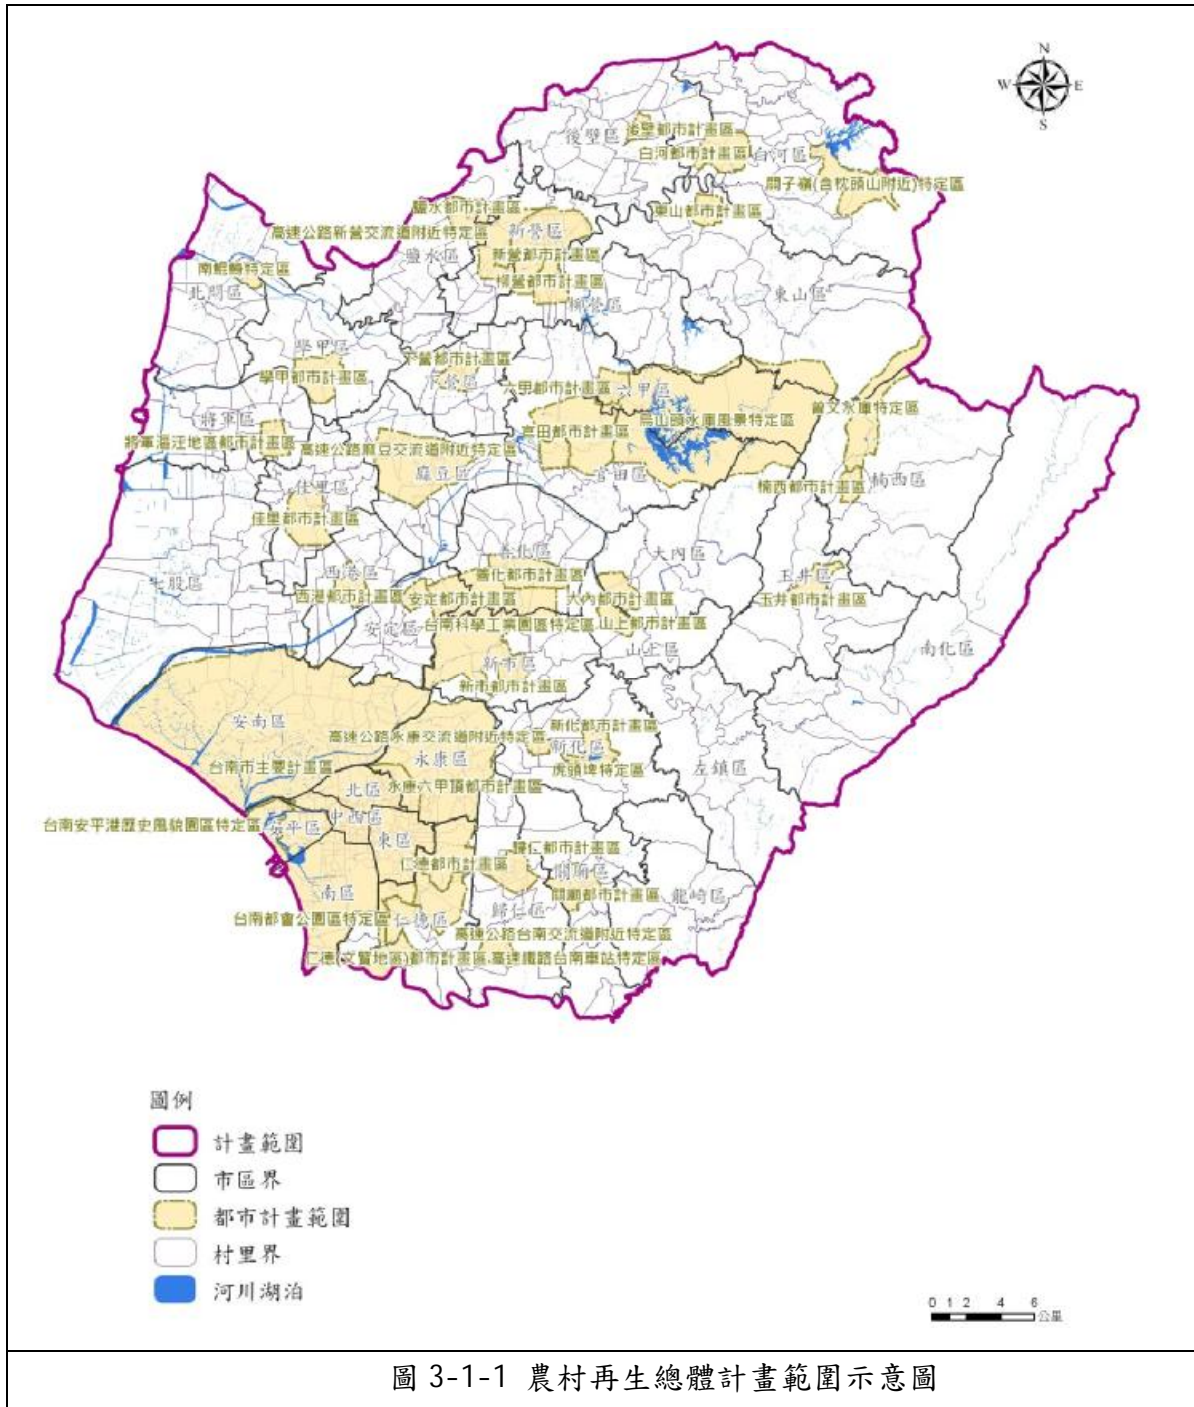 N
W E
S
後壁區
後壁都市計畫區
白河都市計畫區
白河區
關子嶺(含枕頭山附近)特定區
鹽水都市計畫區
東山都市計畫區
高速公路新營交流道附近特定區
新營區
鹽水區
新營都市計畫區
南鯤鯓特定區
柳營都市計畫區
北門區
柳營區
東山區
學甲區
下營都市計畫區
學甲都市計畫區
下營區
六甲都市計畫區
六甲區
曾文水庫特定區
將軍區
烏山頭水庫風景特定區
官田都市計畫區
將軍漚汪地區都市計畫區
高速公路麻豆交流道附近特定區
麻豆區
官田區
楠西都市計畫區
楠西區
佳里區
佳里都市計畫區
善化區
大內區
七股區
西港區
善化都市計畫區
玉井區
西港都市計畫區
安定都市計畫區
大內都市計畫區
玉井都市計畫區
安定區
台南科學工業園區特定區
山上都市計畫區
山上區
南化區
新市區
新市都市計畫區
安南區
新化都市計畫區
高速公路永康交流道附近特定區
新化區
永康區
台南市主要計畫區
虎頭埤特定區
左鎮區
北區
永康六甲頂都市計畫區
中西區
台南安平港歷史風貌園區特定區
安平區
東區
歸仁都市計畫區
仁德都市計畫區
關廟區
南區
關廟都市計畫區
龍崎區
歸仁區
台南都會公園區特定區
仁德區
高速公路台南交流道附近特定區
仁德(文賢地區)都市計畫區
高速鐵路台南車站特定區
圖例
計畫範圍
市區界
都市計畫範圍
村里界
河川湖泊
0 1 2 4 6
公里
圖 3-1-1 農村再生總體計畫範圍示意圖